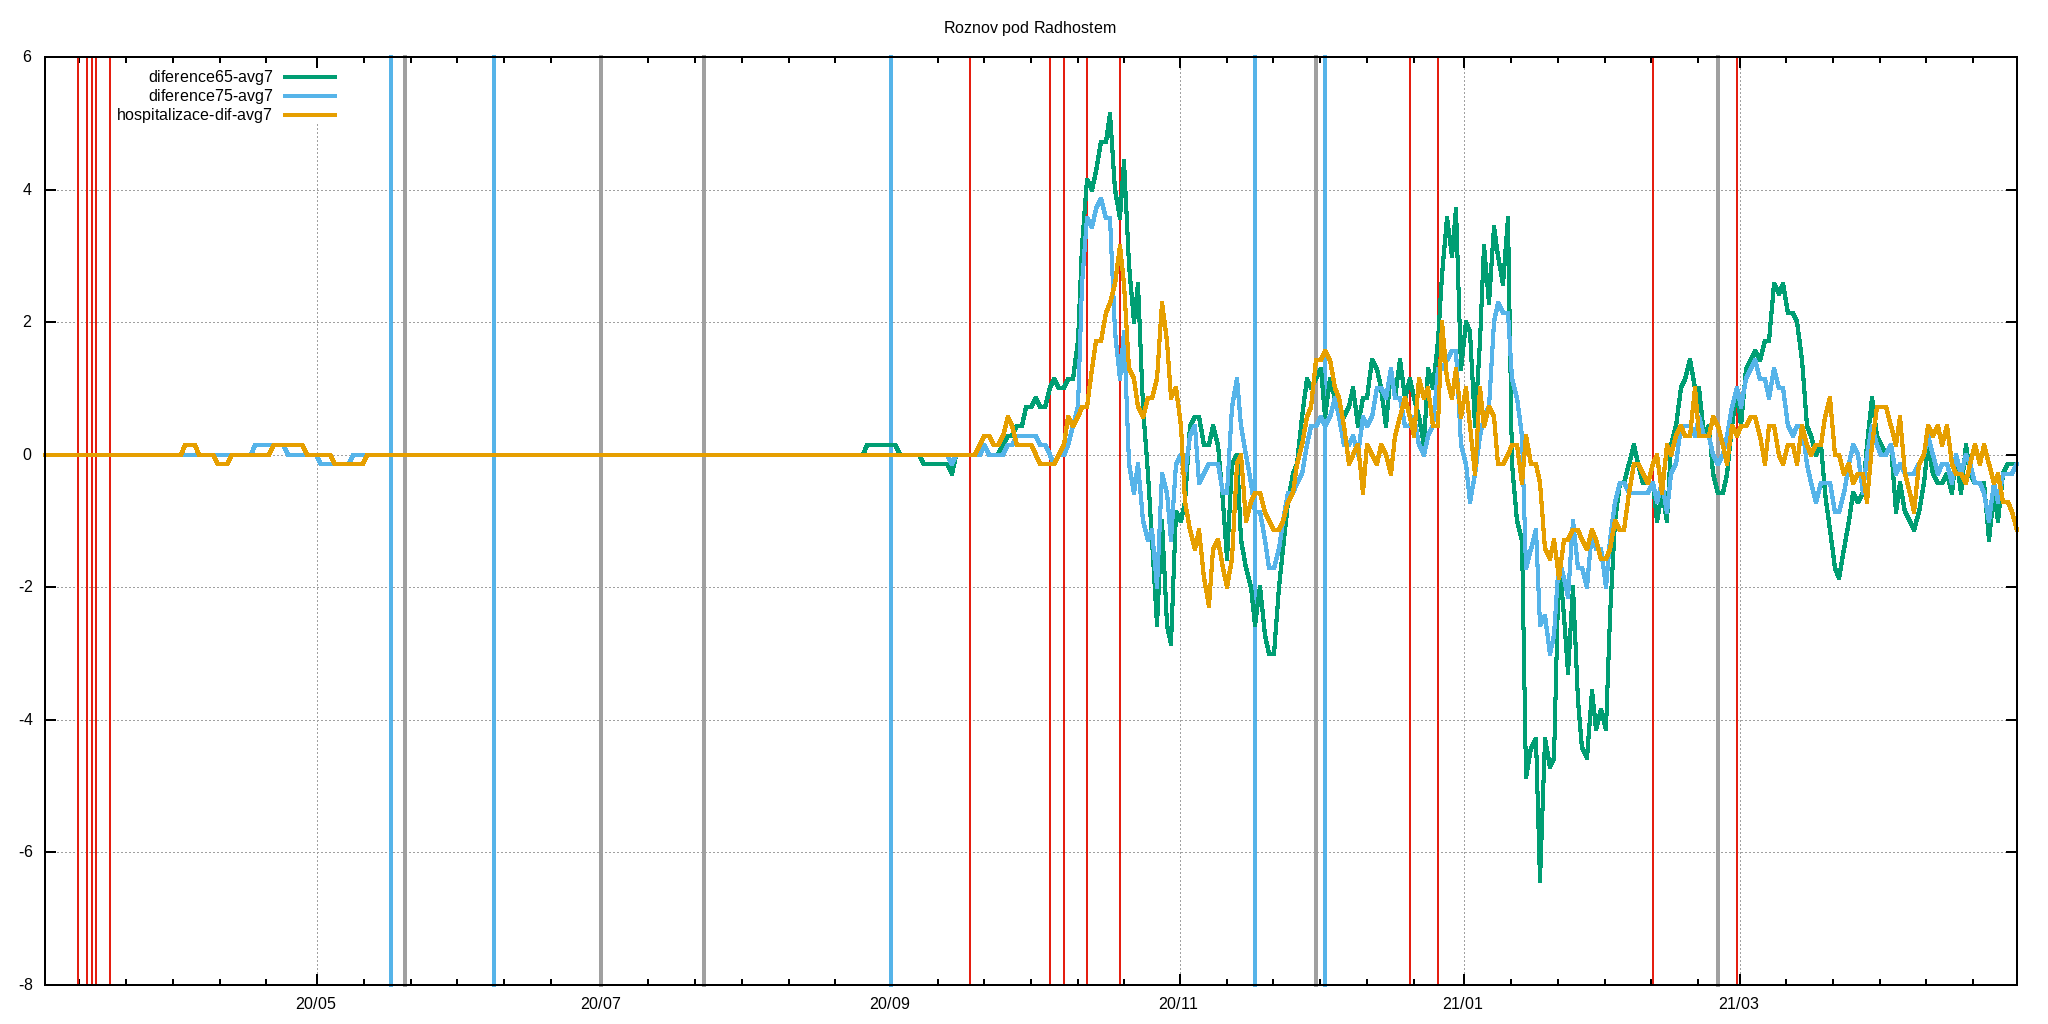 Roznov pod Radhostem
diference65-avg7
diference75-avg7
hospitalizace-dif-avg7
6
4
2
0
-2
-4
-6
-8
20/05 20/07 20/09 20/11 21/01 21/03